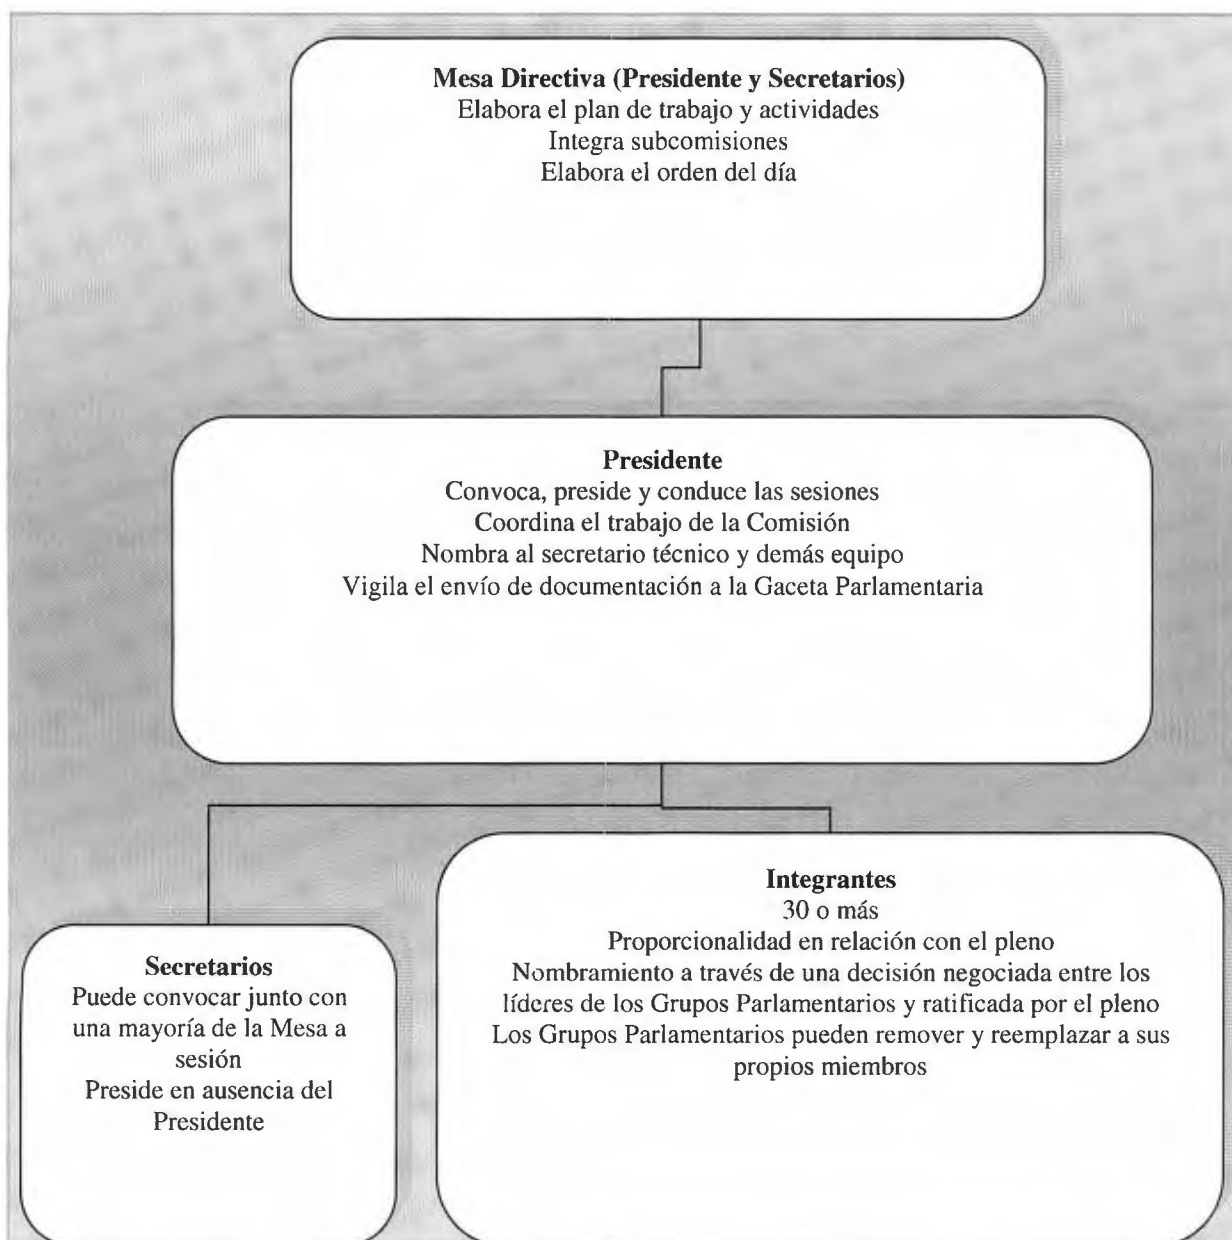 Mesa Directiva (Presidente y Secretarios)
Elabora el plan de trabajo y actividades
Integra subcomisiones
Elabora el orden del día
Presidente
Convoca, preside y conduce las sesiones
Coordina el trabajo de la Comisión
Nombra al secretario técnico y demás equipo
Vigila el envío de documentación a la Gaceta Parlamentaria
Secretarios
Puede convocar junto con
una mayoría de la Mesa a
sesión
Preside en ausencia del
Presidente
Integrantes
30 o más
Proporcionalidad en relación con el pleno
Nombramiento a través de una decisión negociada entre los
líderes de los Grupos Parlamentarios y ratificada por el pleno
Los Grupos Parlamentarios pueden remover y reemplazar a sus
propios miembros